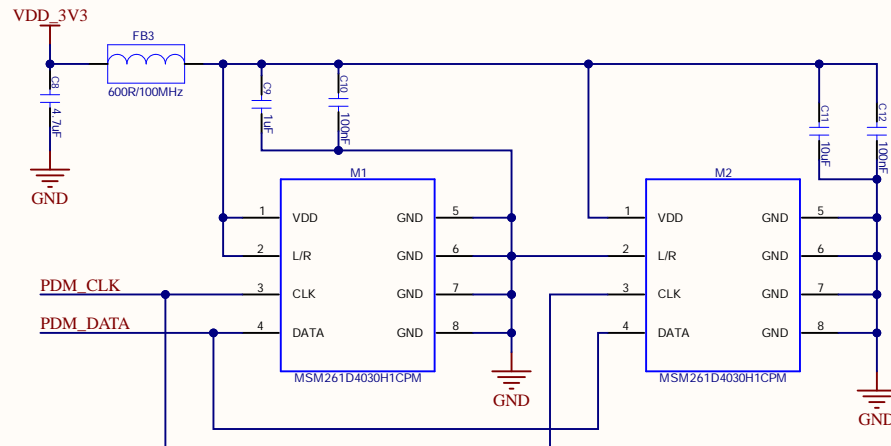 VDD_3V3
FB3
600R/100MHz
C8
4.7uF
GND
C9
1uF
C10
100nF
C11
10uF
C12
100nF
M1
1 VDD GND 5
2 L/R GND 6
3 CLK GND 7
4 DATA GND 8
MSM261D4030H1CPM
GND
M2
1 VDD GND 5
2 L/R GND 6
3 CLK GND 7
4 DATA GND 8
MSM261D4030H1CPM
GND
PDM_CLK
PDM_DATA